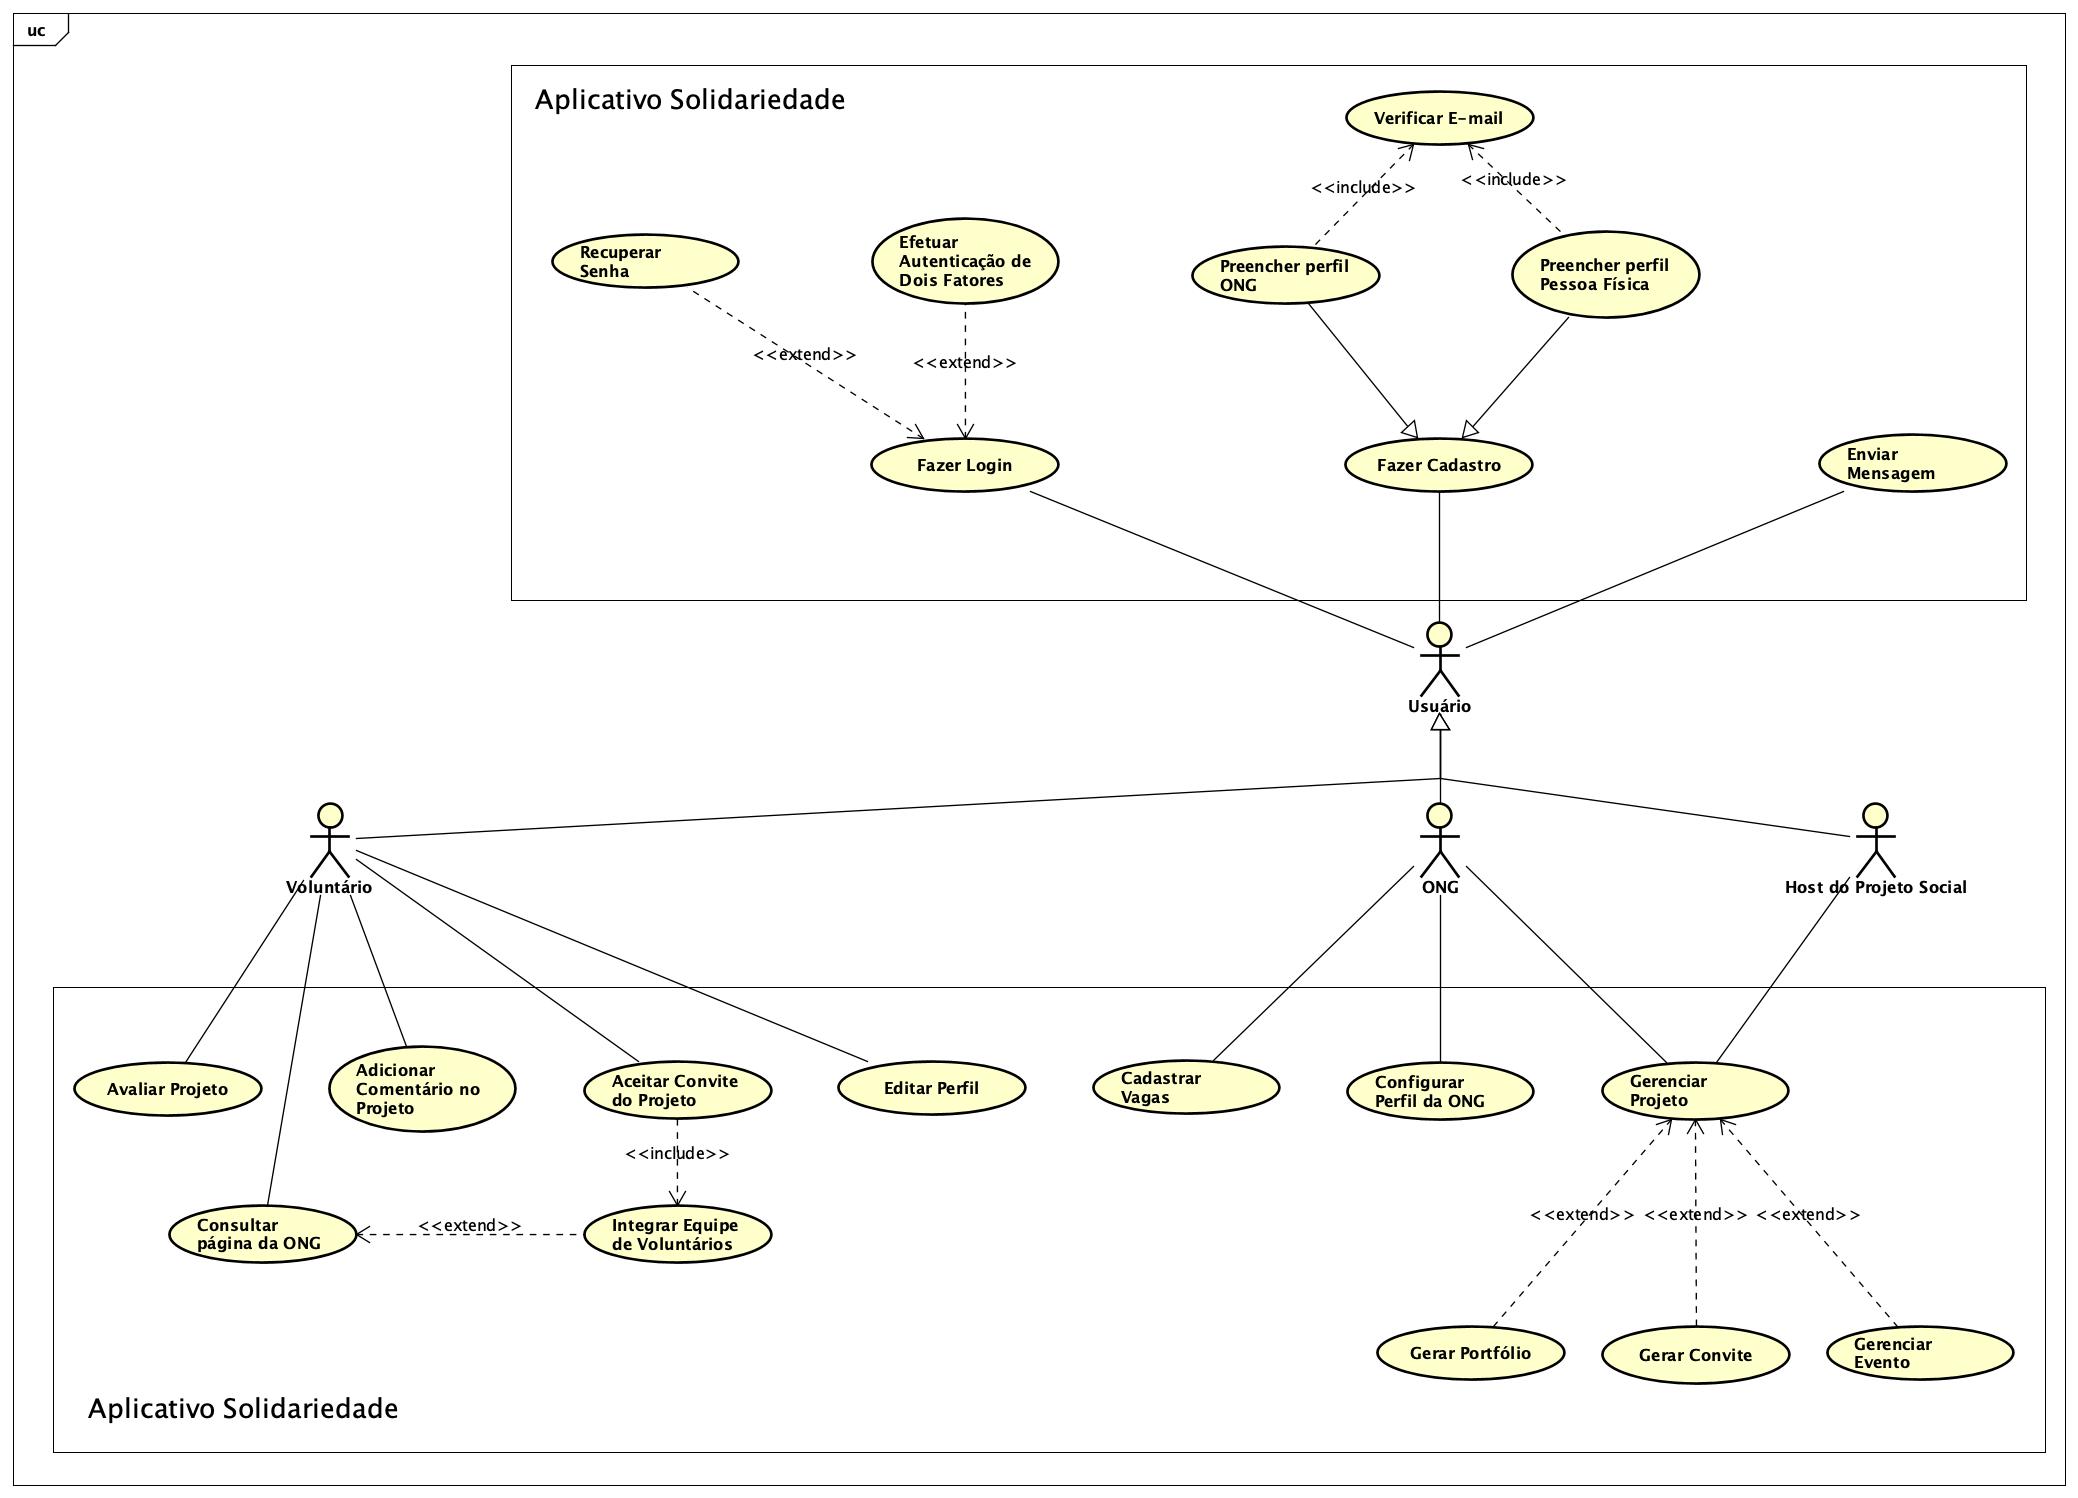 uc
Aplicativo Solidariedade
Verificar E-mail
<<include>>
<<include>>
Recuperar
Senha
Efetuar
Autenticação de
Dois Fatores
Preencher perfil
ONG
Preencher perfil
Pessoa Física
<<extend>>
<<extend>>
Fazer Login
Fazer Cadastro
Enviar
Mensagem
Usuário
Voluntário
ONG
Host do Projeto Social
Avaliar Projeto
Adicionar
Comentário no
Projeto
Aceitar Convite
do Projeto
Editar Perfil
Cadastrar
Vagas
Configurar
Perfil da ONG
Gerenciar
Projeto
<<include>>
Consultar
página da ONG
<<extend>>
Integrar Equipe
de Voluntários
<<extend>>
<<extend>>
<<extend>>
Gerar Portfólio
Gerar Convite
Gerenciar
Evento
Aplicativo Solidariedade